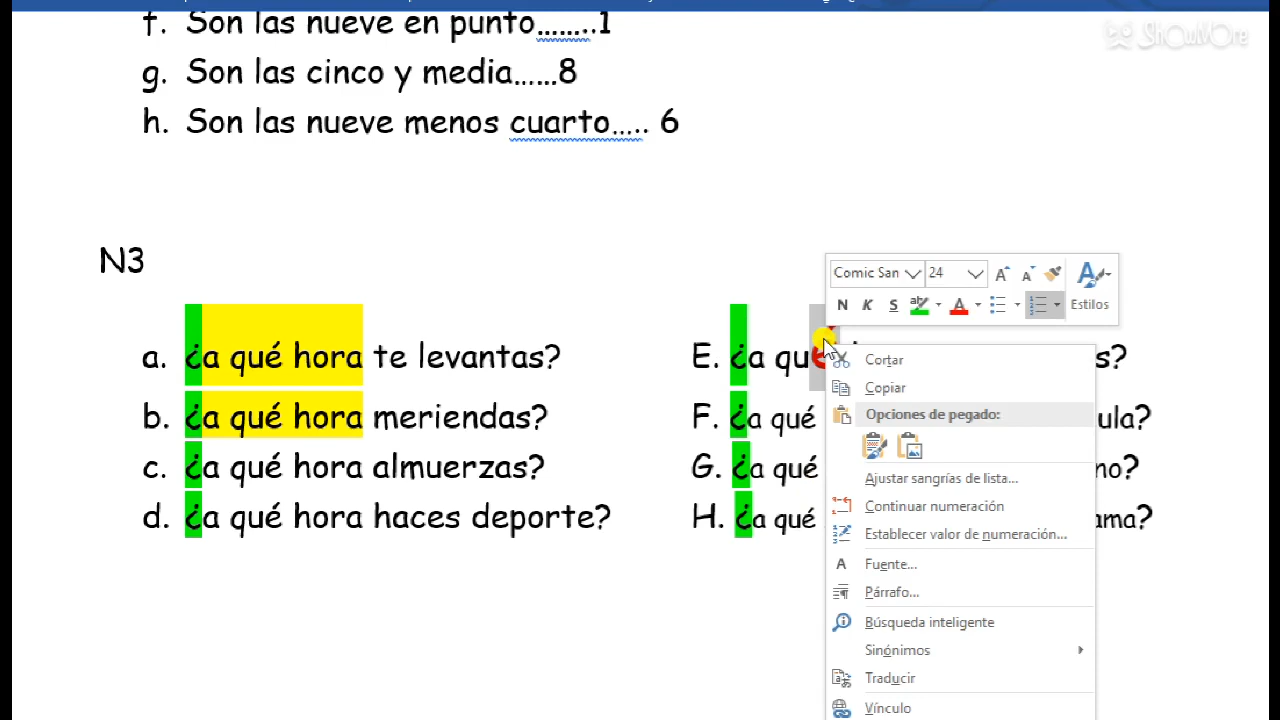 f. Son las nueve en punto……..1
ShowMore
g. Son las cinco y media……8
h. Son las nueve menos cuarto….. 6
N3
Comic San 24
N K S Estilos
a. ¿a qué hora te levantas?
b. ¿a qué hora meriendas?
c. ¿a qué hora almuerzas?
d. ¿a qué hora haces deporte?
E. ¿a qué s?
F. ¿a qué ula?
G. ¿a qué no?
H. ¿a qué ama?
Cortar
Copiar
Opciones de pegado:
Ajustar sangrías de lista...
Continuar numeración
Establecer valor de numeración...
Fuente...
Párrafo...
Búsqueda inteligente
Sinónimos
Traducir
Vínculo